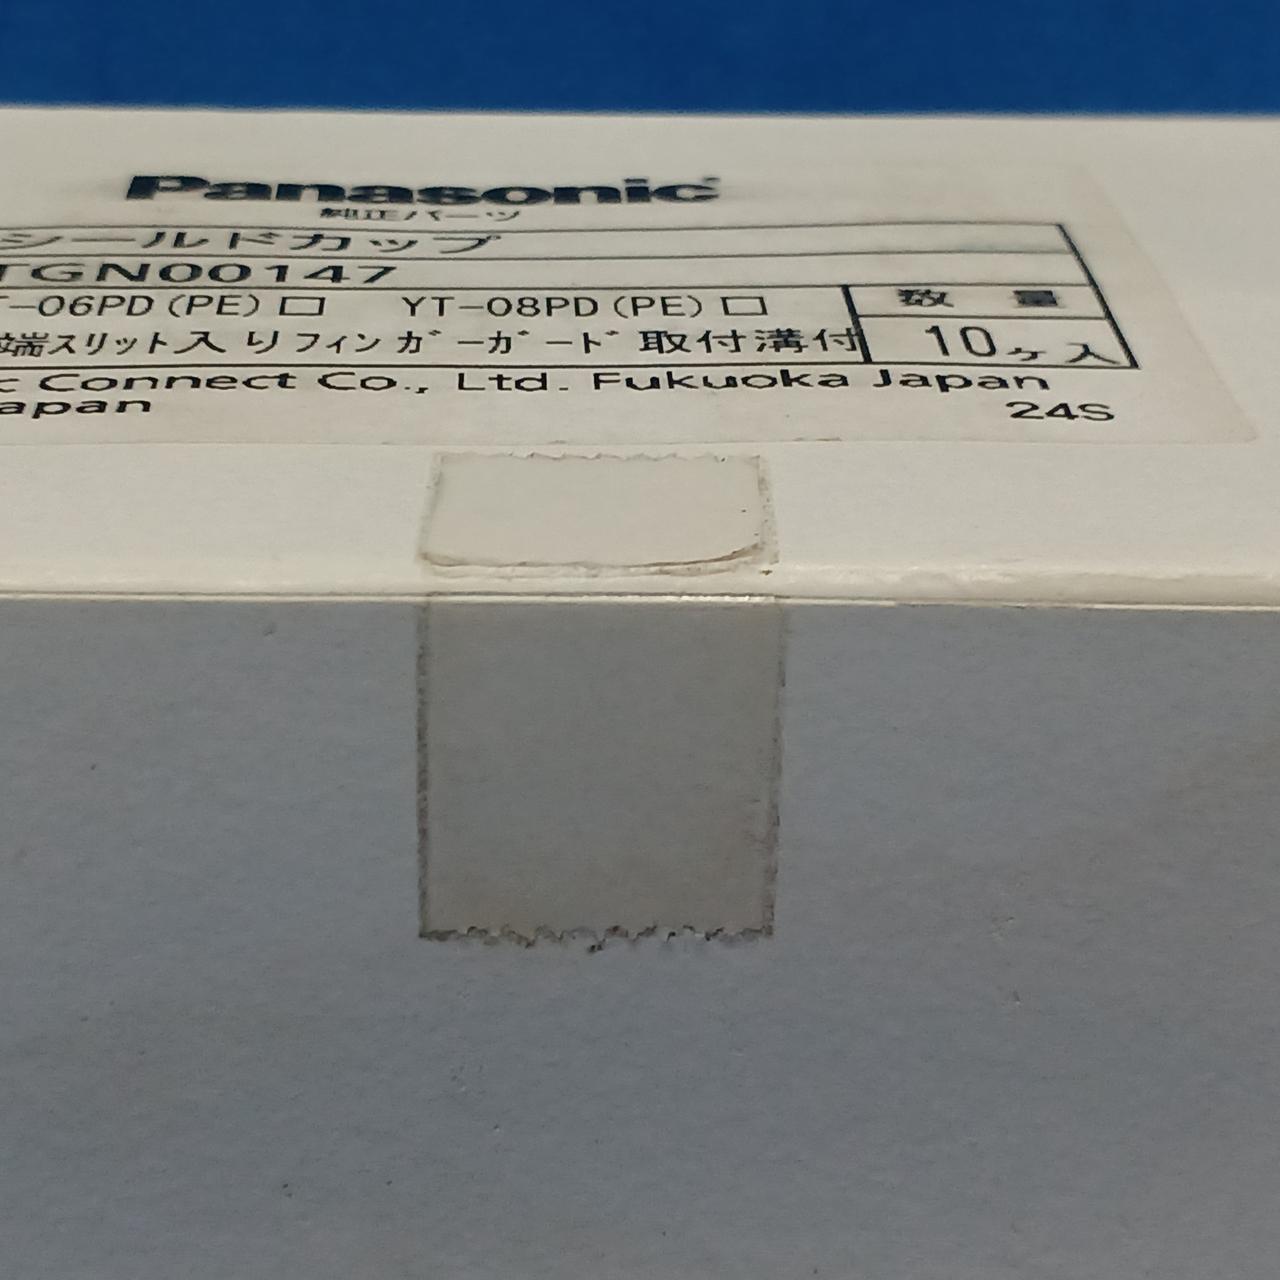 Panasonic
純正パーツ
シールドカップ
TGN00147
T-06PD(PE)□ YT-08PD(PE)□ 数量
端スリット入りフィンガーガード取付溝付 10ヶ入
c Connect Co., Ltd. Fukuoka Japan
apan 24S